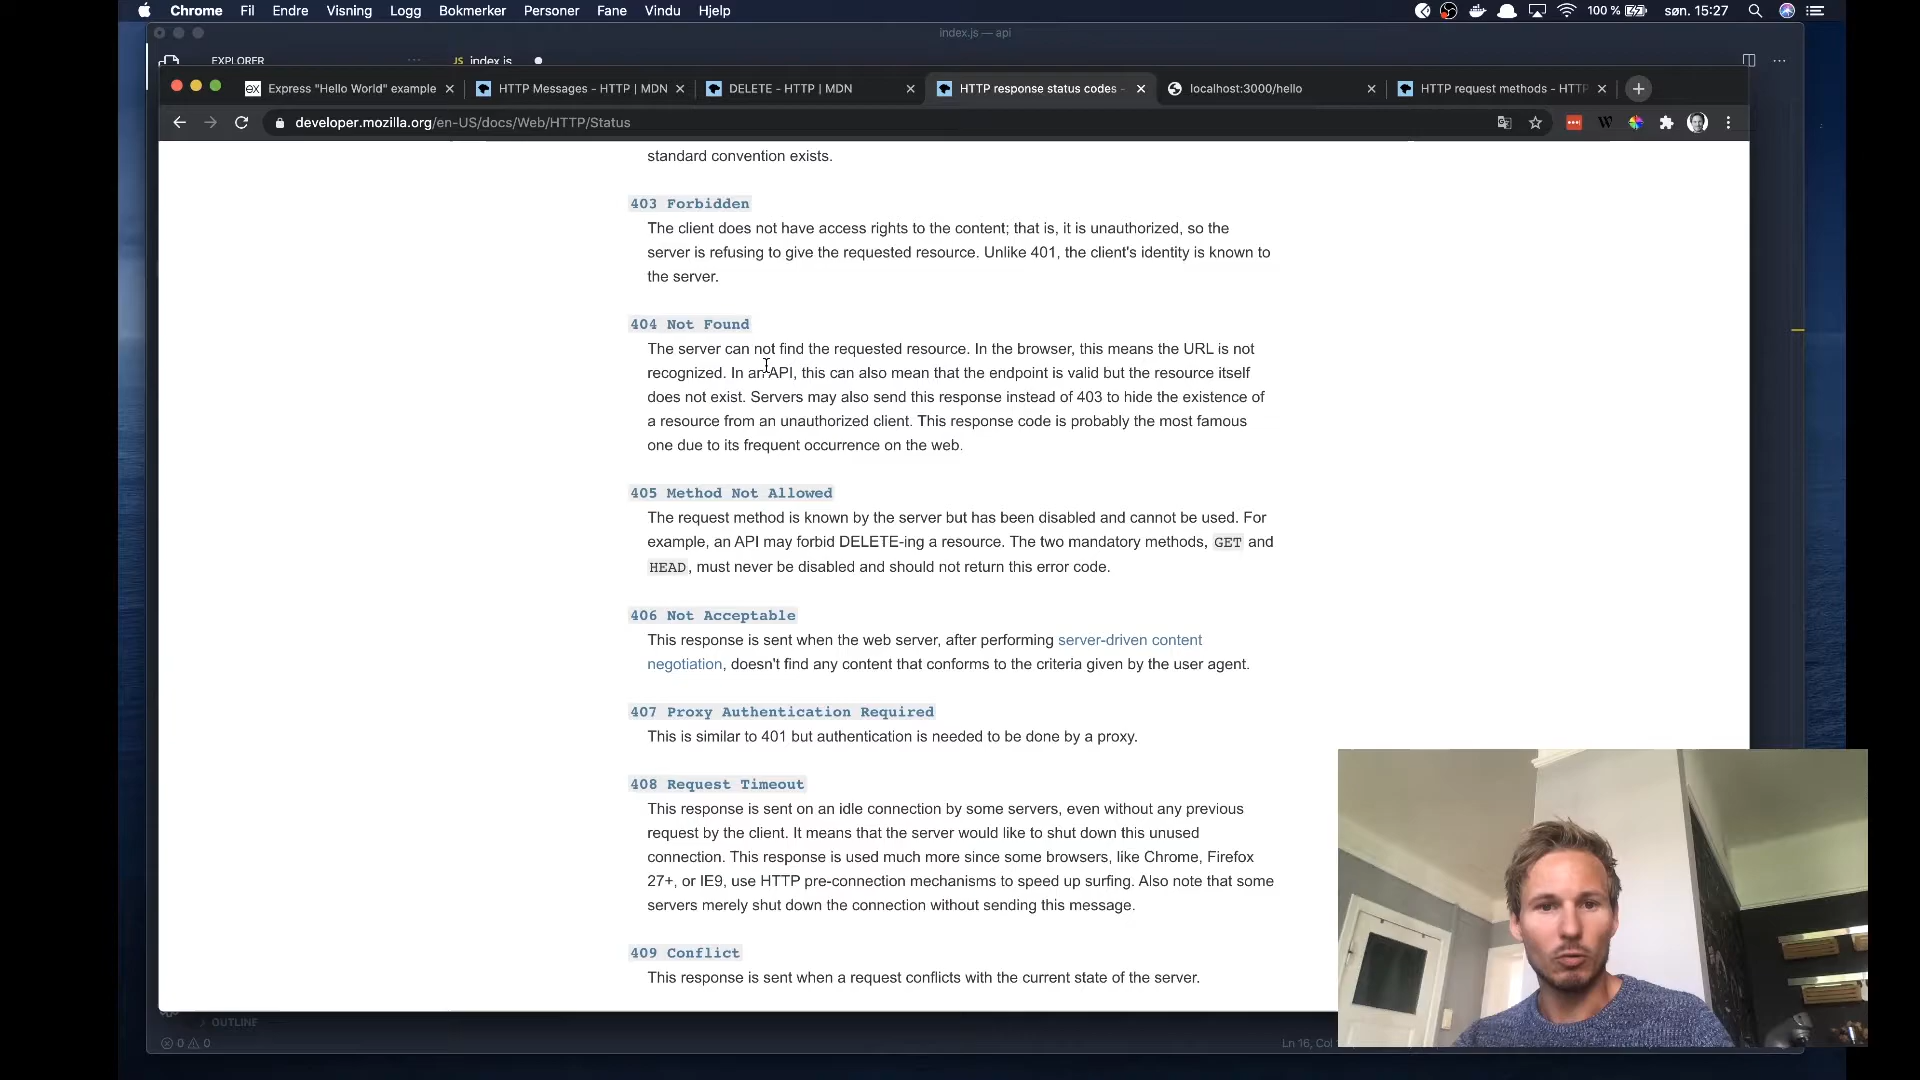 Chrome Fil Endre Visning Logg Bokmerker Personer Fane Vindu Hjelp 100 % søn. 15:27
index.js — api
EXPLORER JS index.js
Express "Hello World" example HTTP Messages - HTTP | MDN DELETE - HTTP | MDN HTTP response status codes - localhost:3000/hello HTTP request methods - HTTP
developer.mozilla.org/en-US/docs/Web/HTTP/Status
standard convention exists.
403 Forbidden
The client does not have access rights to the content; that is, it is unauthorized, so the
server is refusing to give the requested resource. Unlike 401, the client's identity is known to
the server.
404 Not Found
The server can not find the requested resource. In the browser, this means the URL is not
recognized. In an API, this can also mean that the endpoint is valid but the resource itself
does not exist. Servers may also send this response instead of 403 to hide the existence of
a resource from an unauthorized client. This response code is probably the most famous
one due to its frequent occurrence on the web.
405 Method Not Allowed
The request method is known by the server but has been disabled and cannot be used. For
example, an API may forbid DELETE-ing a resource. The two mandatory methods, GET and
HEAD, must never be disabled and should not return this error code.
406 Not Acceptable
This response is sent when the web server, after performing server-driven content
negotiation, doesn't find any content that conforms to the criteria given by the user agent.
407 Proxy Authentication Required
This is similar to 401 but authentication is needed to be done by a proxy.
408 Request Timeout
This response is sent on an idle connection by some servers, even without any previous
request by the client. It means that the server would like to shut down this unused
connection. This response is used much more since some browsers, like Chrome, Firefox
27+, or IE9, use HTTP pre-connection mechanisms to speed up surfing. Also note that some
servers merely shut down the connection without sending this message.
409 Conflict
This response is sent when a request conflicts with the current state of the server.
OUTLINE
0 0 Ln 16, Col